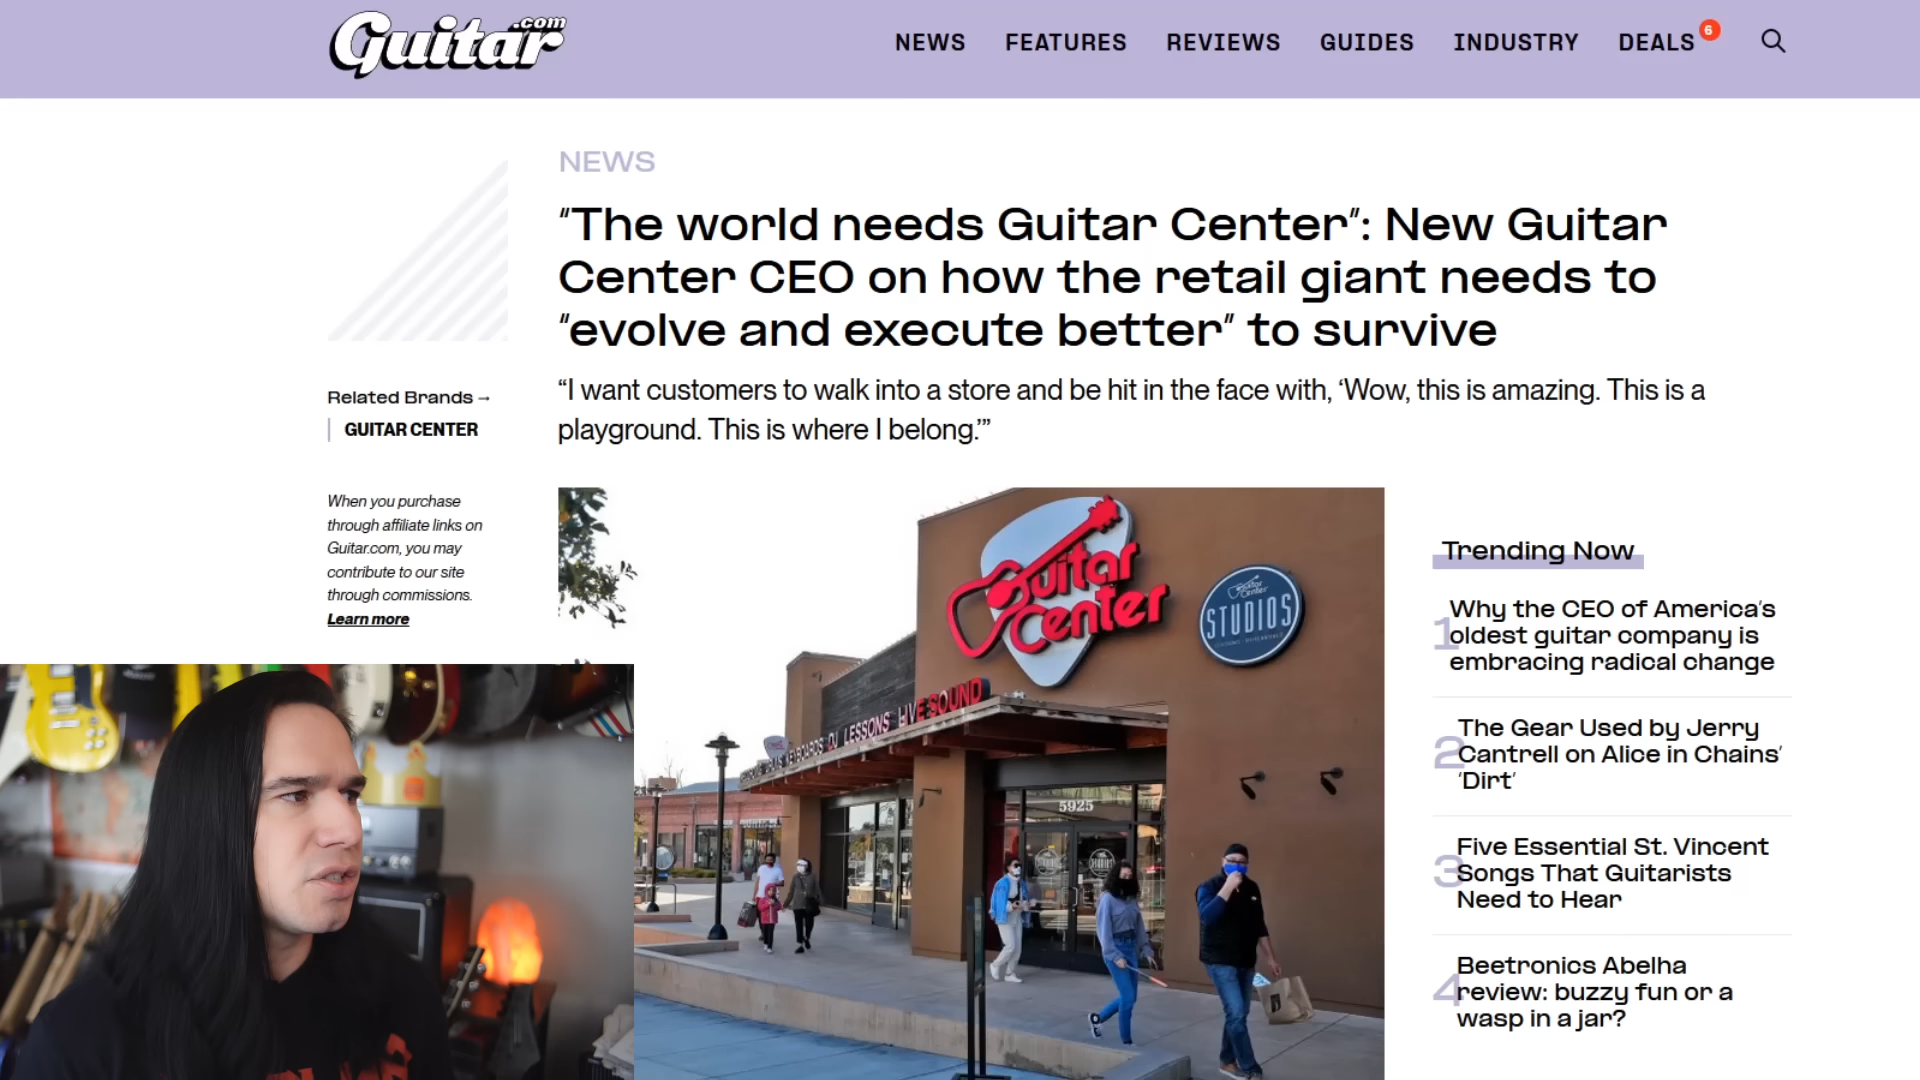 Guitar.com
NEWS
FEATURES
REVIEWS
GUIDES
INDUSTRY
DEALS
6
NEWS
"The world needs Guitar Center": New Guitar
Center CEO on how the retail giant needs to
"evolve and execute better" to survive
“I want customers to walk into a store and be hit in the face with, ‘Wow, this is amazing. This is a
playground. This is where I belong.’”
Related Brands →
GUITAR CENTER
When you purchase
through affiliate links on
Guitar.com, you may
contribute to our site
through commissions.
Learn more
Guitar
Center
Guitar
Center
STUDIOS
KEYBOARDS DJ LESSONS LIVE SOUND
5925
Trending Now
1
Why the CEO of America's
oldest guitar company is
embracing radical change
2
The Gear Used by Jerry
Cantrell on Alice in Chains'
'Dirt'
3
Five Essential St. Vincent
Songs That Guitarists
Need to Hear
4
Beetronics Abelha
review: buzzy fun or a
wasp in a jar?